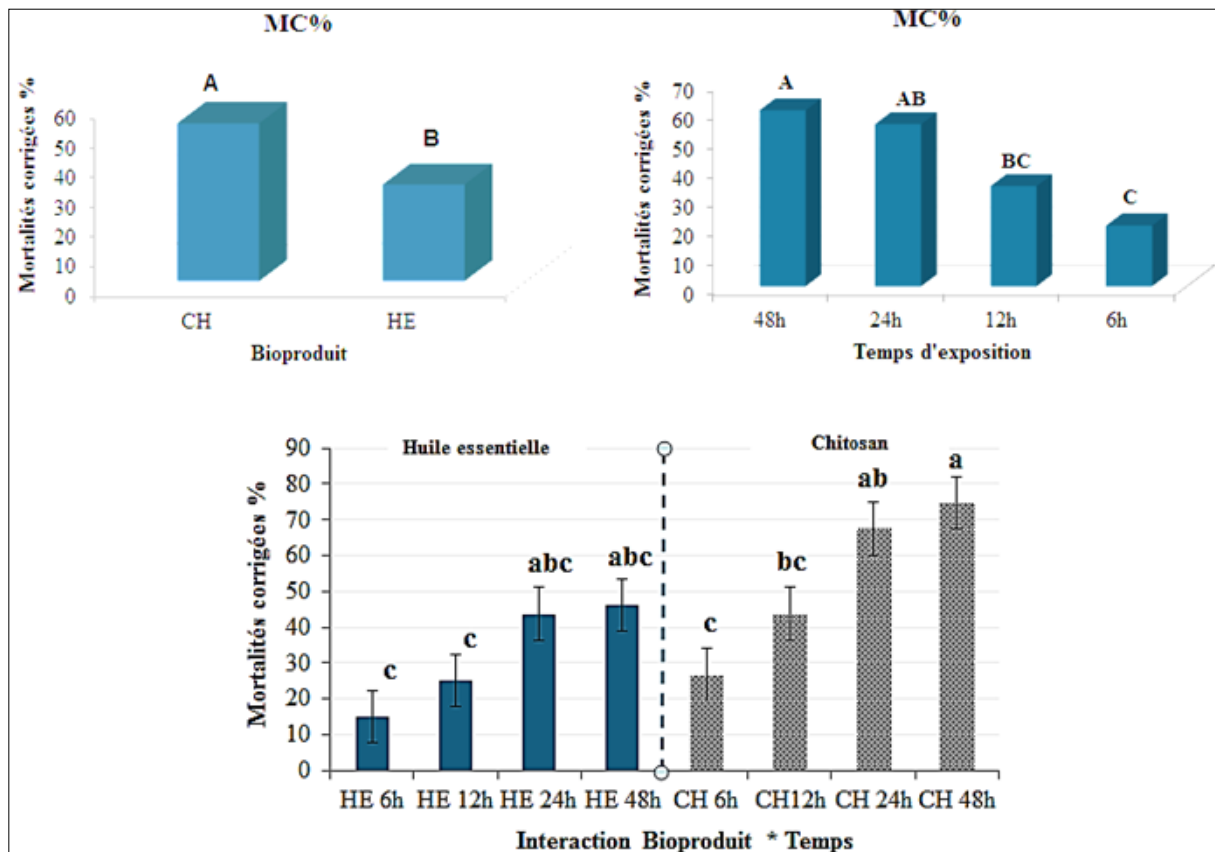 MC%
Mortalités corrigées %
60
50
40
30
20
10
0
A
B
CH
HE
Bioproduit
MC%
Mortalités corrigées %
70
60
50
40
30
20
10
0
A
AB
BC
C
48h
24h
12h
6h
Temps d'exposition
Mortalités corrigées %
90
80
70
60
50
40
30
20
10
0
Huile essentielle
Chitosan
c
c
abc
abc
c
bc
ab
a
HE 6h HE 12h HE 24h HE 48h CH 6h CH12h CH 24h CH 48h
Interaction Bioproduit * Temps